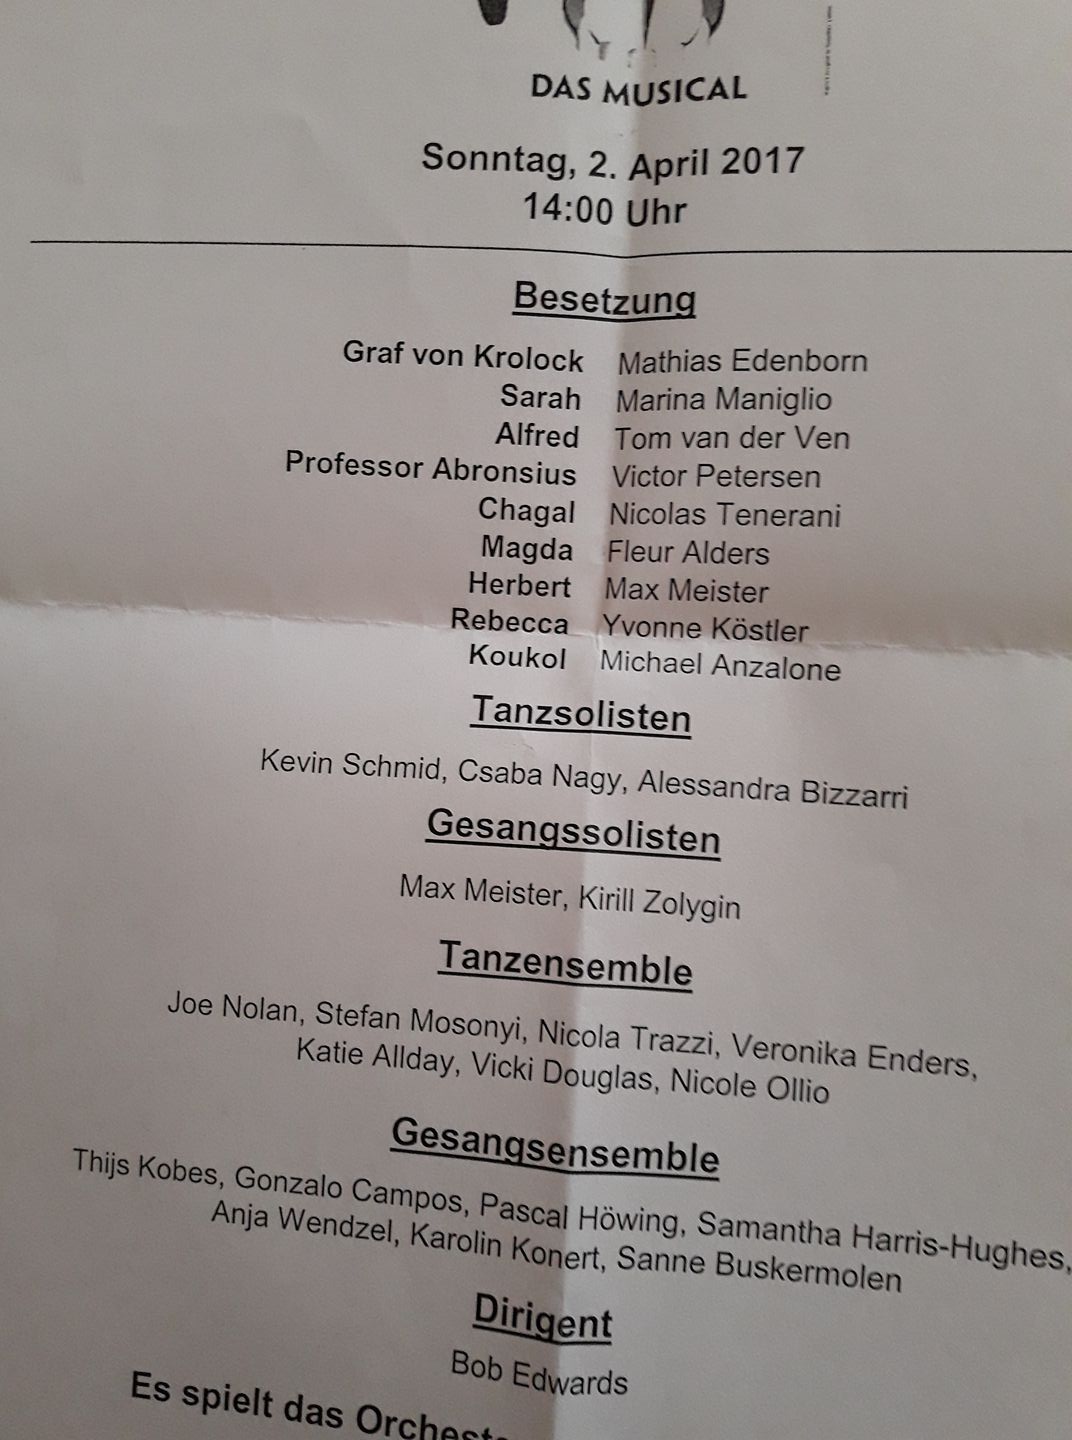 DAS MUSICAL
Sonntag, 2. April 2017
14:00 Uhr
Besetzung
Graf von Krolock Mathias Edenborn
Sarah Marina Maniglio
Alfred Tom van der Ven
Professor Abronsius Victor Petersen
Chagal Nicolas Tenerani
Magda Fleur Alders
Herbert Max Meister
Rebecca Yvonne Köstler
Koukol Michael Anzalone
Tanzsolisten
Kevin Schmid, Csaba Nagy, Alessandra Bizzarri
Gesangssolisten
Max Meister, Kirill Zolygin
Tanzensemble
Joe Nolan, Stefan Mosonyi, Nicola Trazzi, Veronika Enders,
Katie Allday, Vicki Douglas, Nicole Ollio
Gesangsensemble
Thijs Kobes, Gonzalo Campos, Pascal Höwing, Samantha Harris-Hughes,
Anja Wendzel, Karolin Konert, Sanne Buskermolen
Dirigent
Bob Edwards
Es spielt das Orcheste